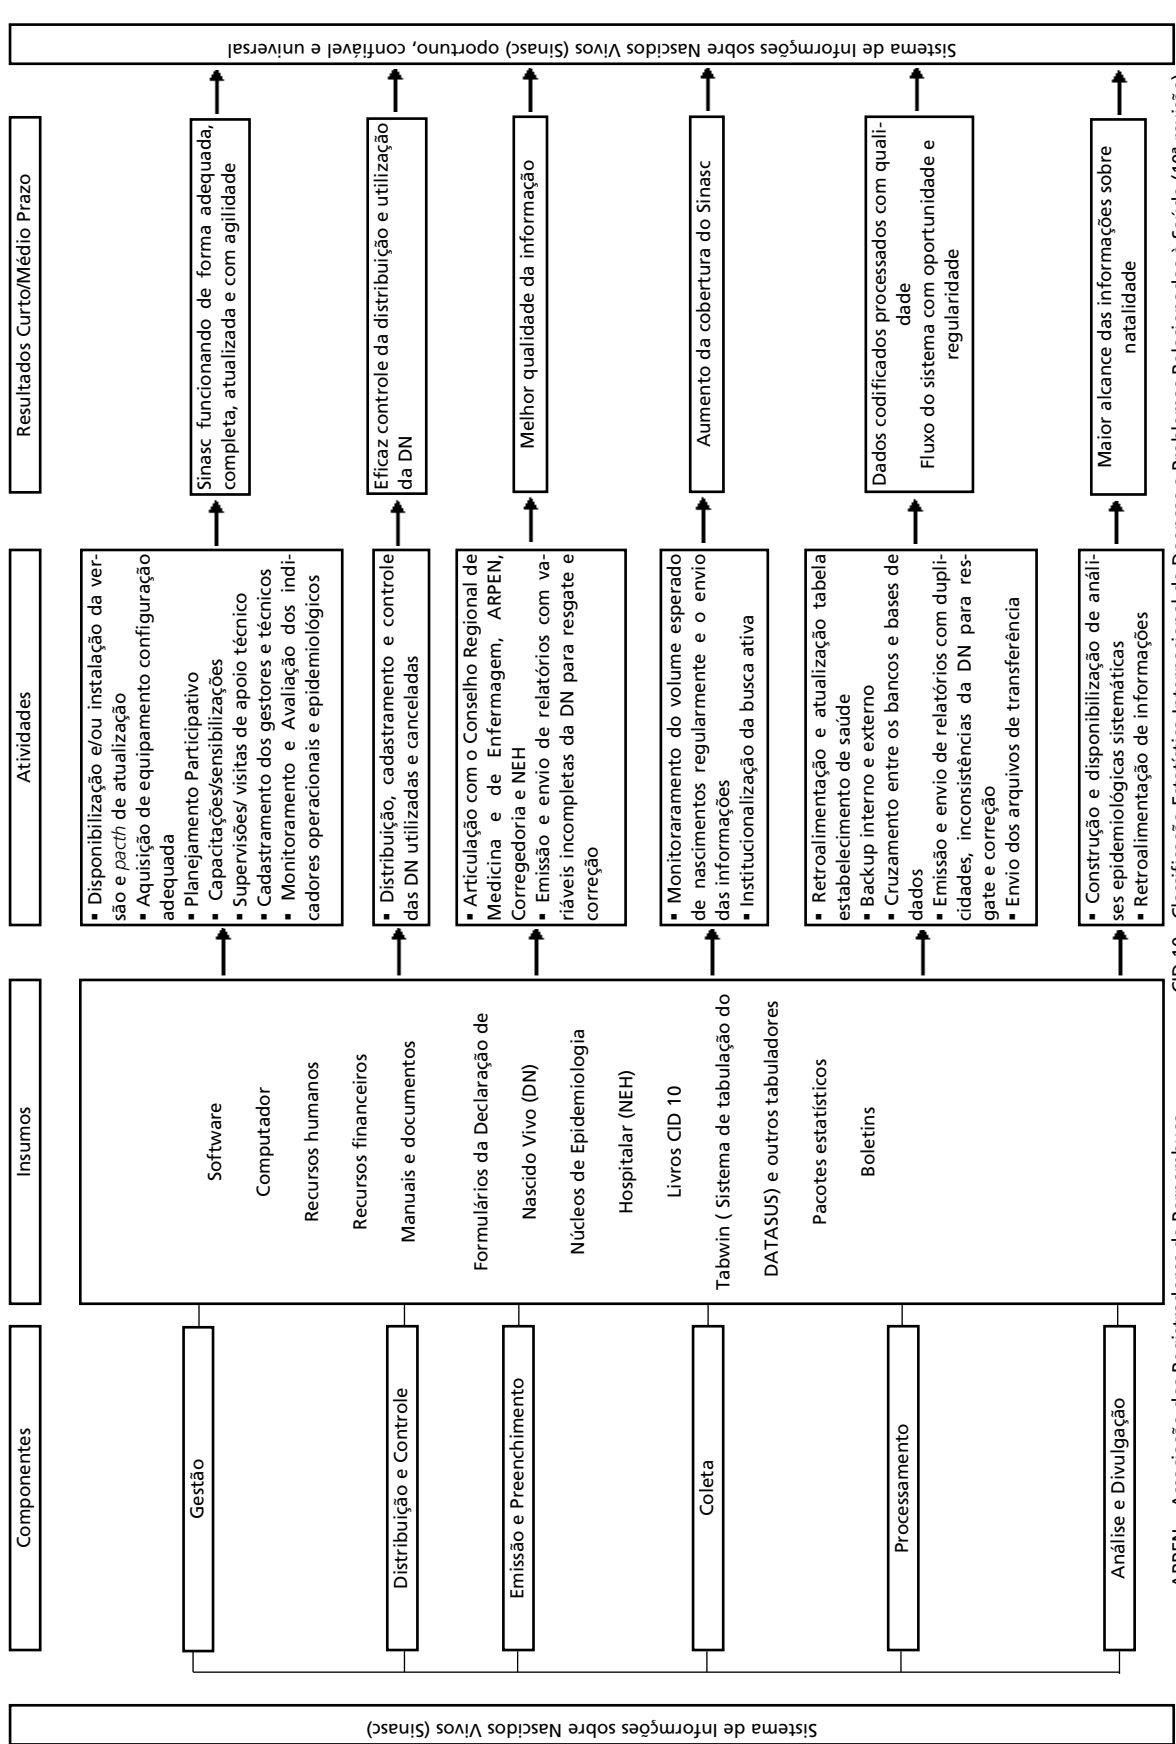 Sistema de Informações sobre Nascidos Vivos (Sinasc)
Componentes
Gestão
Distribuição e Controle
Emissão e Preenchimento
Coleta
Processamento
Análise e Divulgação
Insumos
Software
Computador
Recursos humanos
Recursos financeiros
Manuais e documentos
Formulários da Declaração de
Nascido Vivo (DN)
Núcleos de Epidemiologia
Hospitalar (NEH)
Livros CID 10
Tabwin ( Sistema de tabulação do
DATASUS) e outros tabuladores
Pacotes estatísticos
Boletins
Atividades
▪ Disponibilização e/ou instalação da ver-
são e pacth de atualização
▪ Aquisição de equipamento configuração
adequada
▪ Planejamento Participativo
▪ Capacitações/sensibilizações
▪ Supervisões/ visitas de apoio técnico
▪ Cadastramento dos gestores e técnicos
▪ Monitoramento e Avaliação dos indi-
cadores operacionais e epidemiológicos
▪ Distribuição, cadastramento e controle
das DN utilizadas e canceladas
▪ Articulação com o Conselho Regional de
Medicina e de Enfermagem, ARPEN,
Corregedoria e NEH
▪ Emissão e envio de relatórios com va-
riáveis incompletas da DN para resgate e
correção
▪ Monitoraramento do volume esperado
de nascimentos regularmente e o envio
das informações
▪ Institucionalização da busca ativa
▪ Retroalimentação e atualização tabela
estabelecimento de saúde
▪ Backup interno e externo
▪ Cruzamento entre os bancos e bases de
dados
▪ Emissão e envio de relatórios com dupli-
cidades, inconsistências da DN para res-
gate e correção
▪ Envio dos arquivos de transferência
▪ Construção e disponibilização de análi-
ses epidemiológicas sistemáticas
▪ Retroalimentação de informações
Resultados Curto/Médio Prazo
Sinasc funcionando de forma adequada,
completa, atualizada e com agilidade
Eficaz controle da distribuição e utilização
da DN
Melhor qualidade da informação
Aumento da cobertura do Sinasc
Dados codificados processados com quali-
dade
Fluxo do sistema com oportunidade e
regularidade
Maior alcance das informações sobre
natalidade
Sistema de Informações sobre Nascidos Vivos (Sinasc) oportuno, confiável e universal